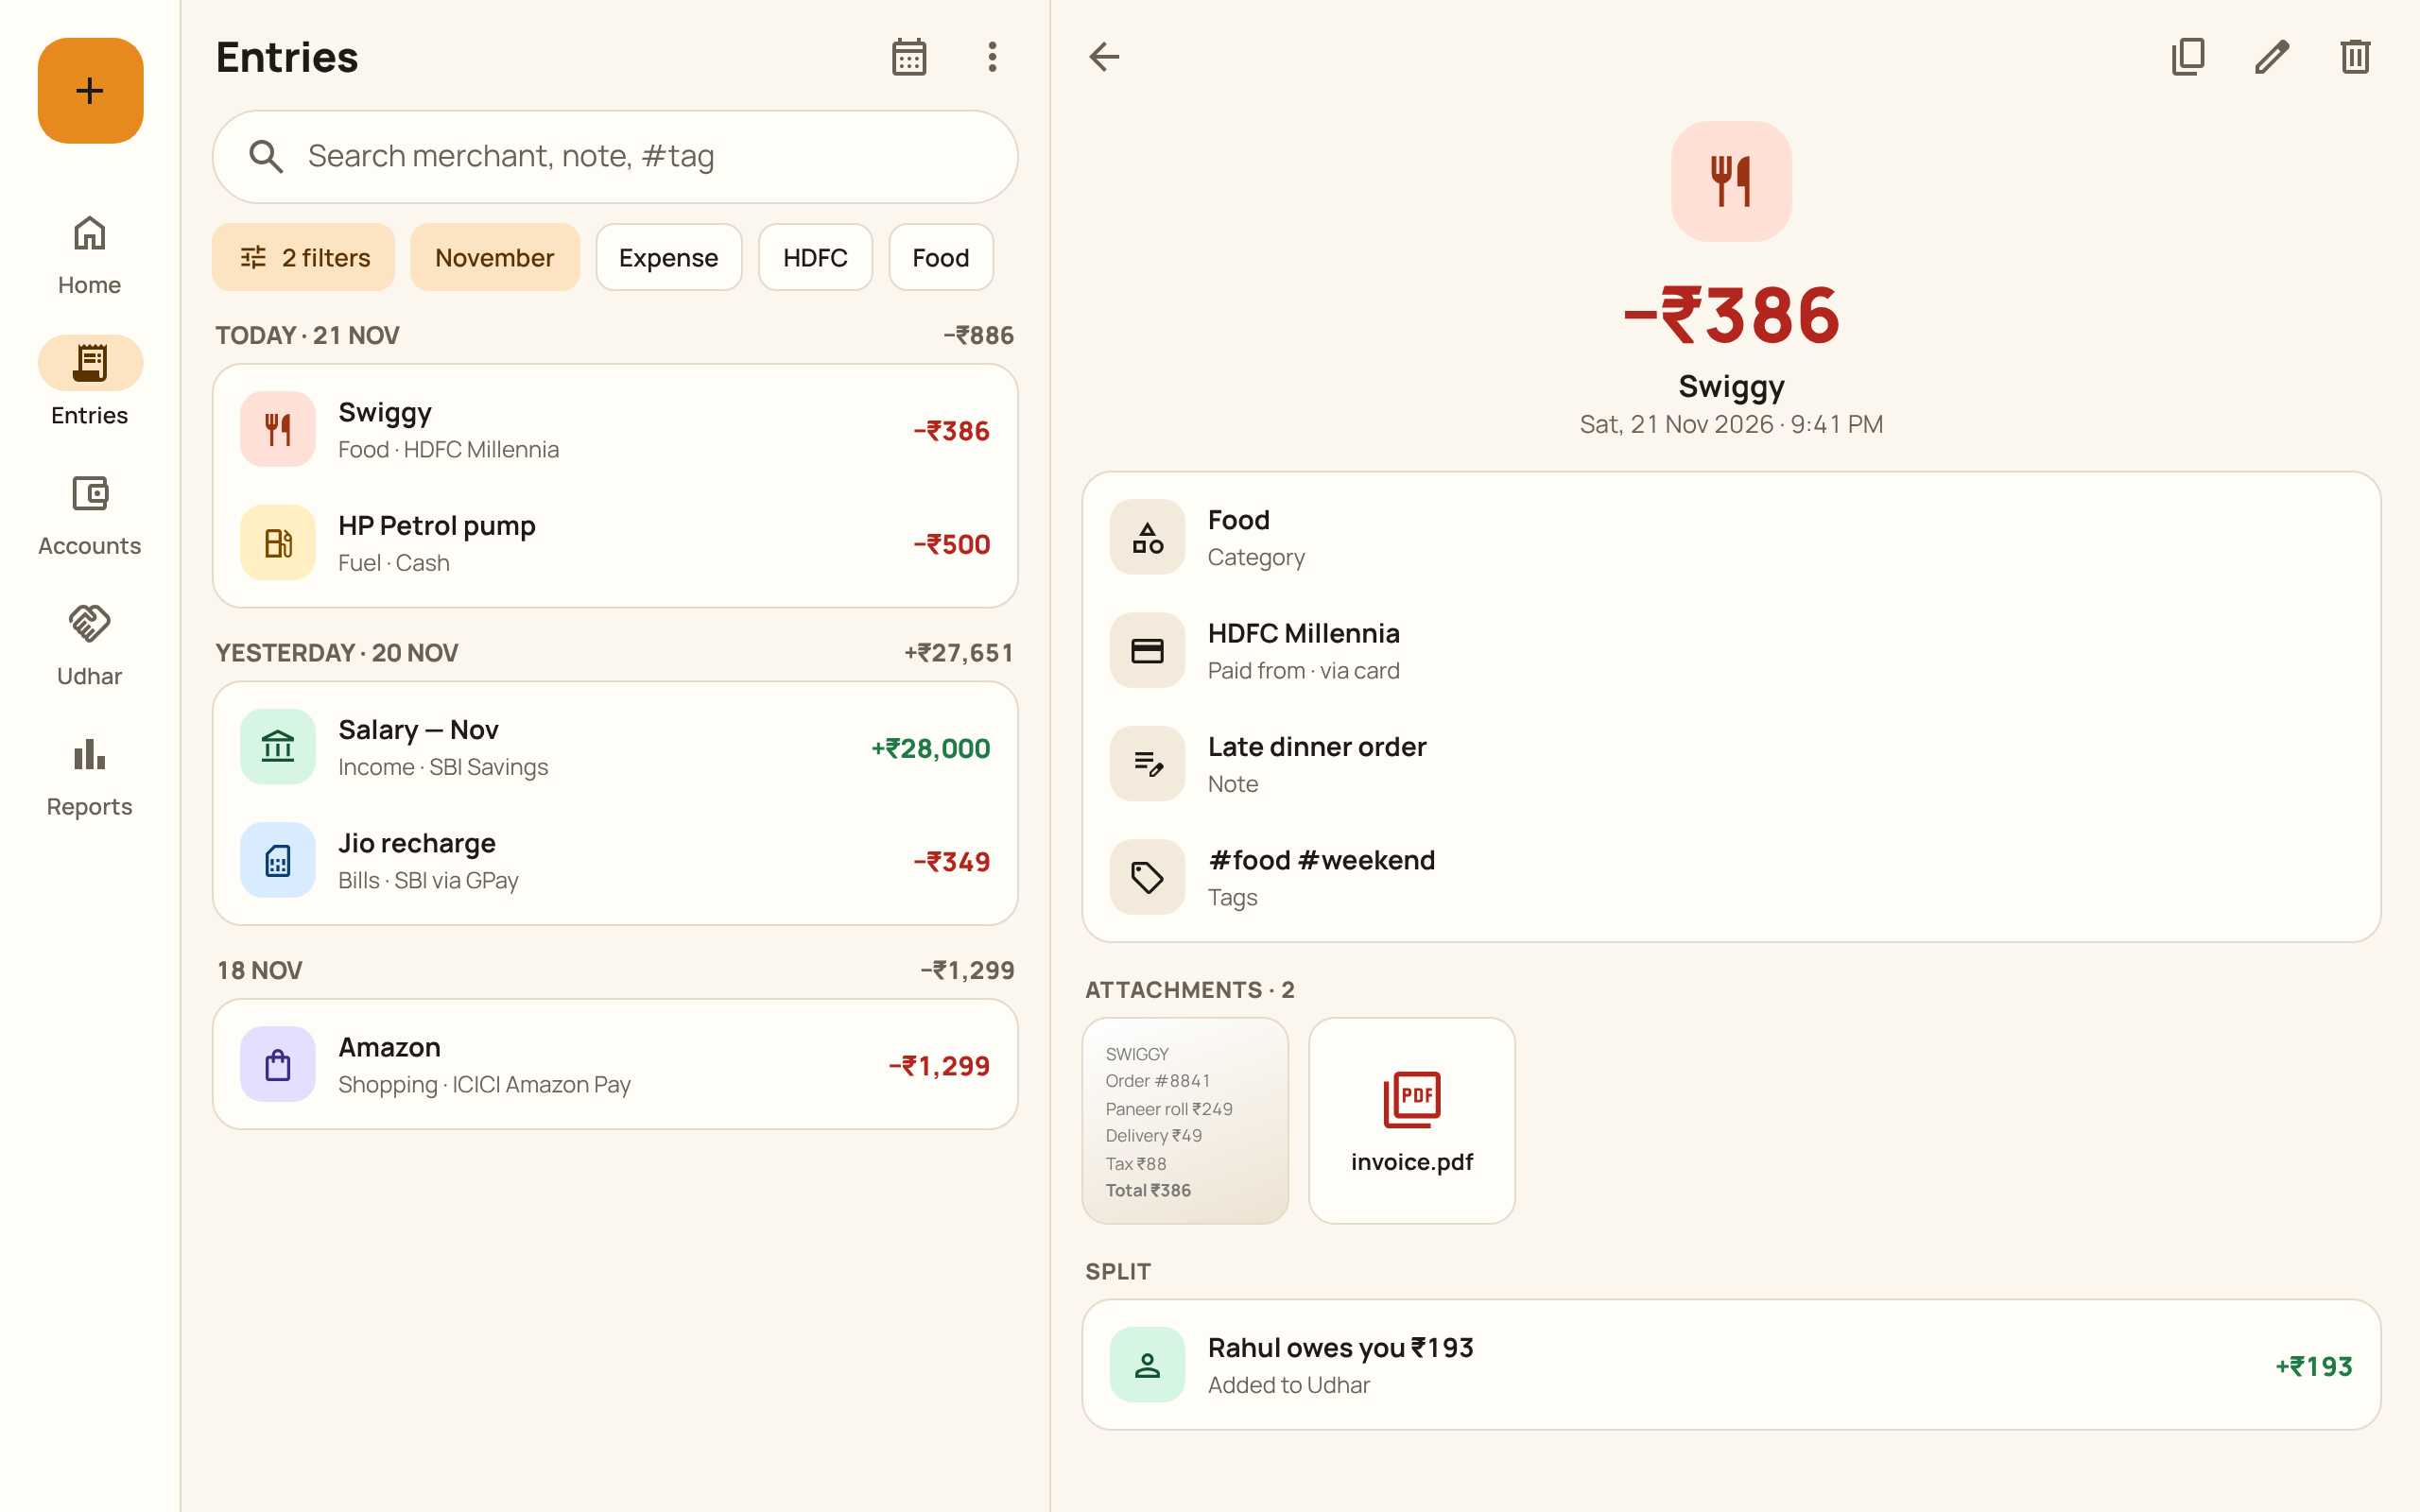 Home
Entries
Accounts
Udhar
Reports
Entries
Search merchant, note, #tag
2 filters
November
Expense
HDFC
Food
TODAY · 21 NOV
−₹886
Swiggy
Food · HDFC Millennia
−₹386
HP Petrol pump
Fuel · Cash
−₹500
YESTERDAY · 20 NOV
+₹27,651
Salary — Nov
Income · SBI Savings
+₹28,000
Jio recharge
Bills · SBI via GPay
−₹349
18 NOV
−₹1,299
Amazon
Shopping · ICICI Amazon Pay
−₹1,299
−₹386
Swiggy
Sat, 21 Nov 2026 · 9:41 PM
Food
Category
HDFC Millennia
Paid from · via card
Late dinner order
Note
#food #weekend
Tags
ATTACHMENTS · 2
SWIGGY
Order #8841
Paneer roll ₹249
Delivery ₹49
Tax ₹88
Total ₹386
PDF
invoice.pdf
SPLIT
Rahul owes you ₹193
Added to Udhar
+₹193